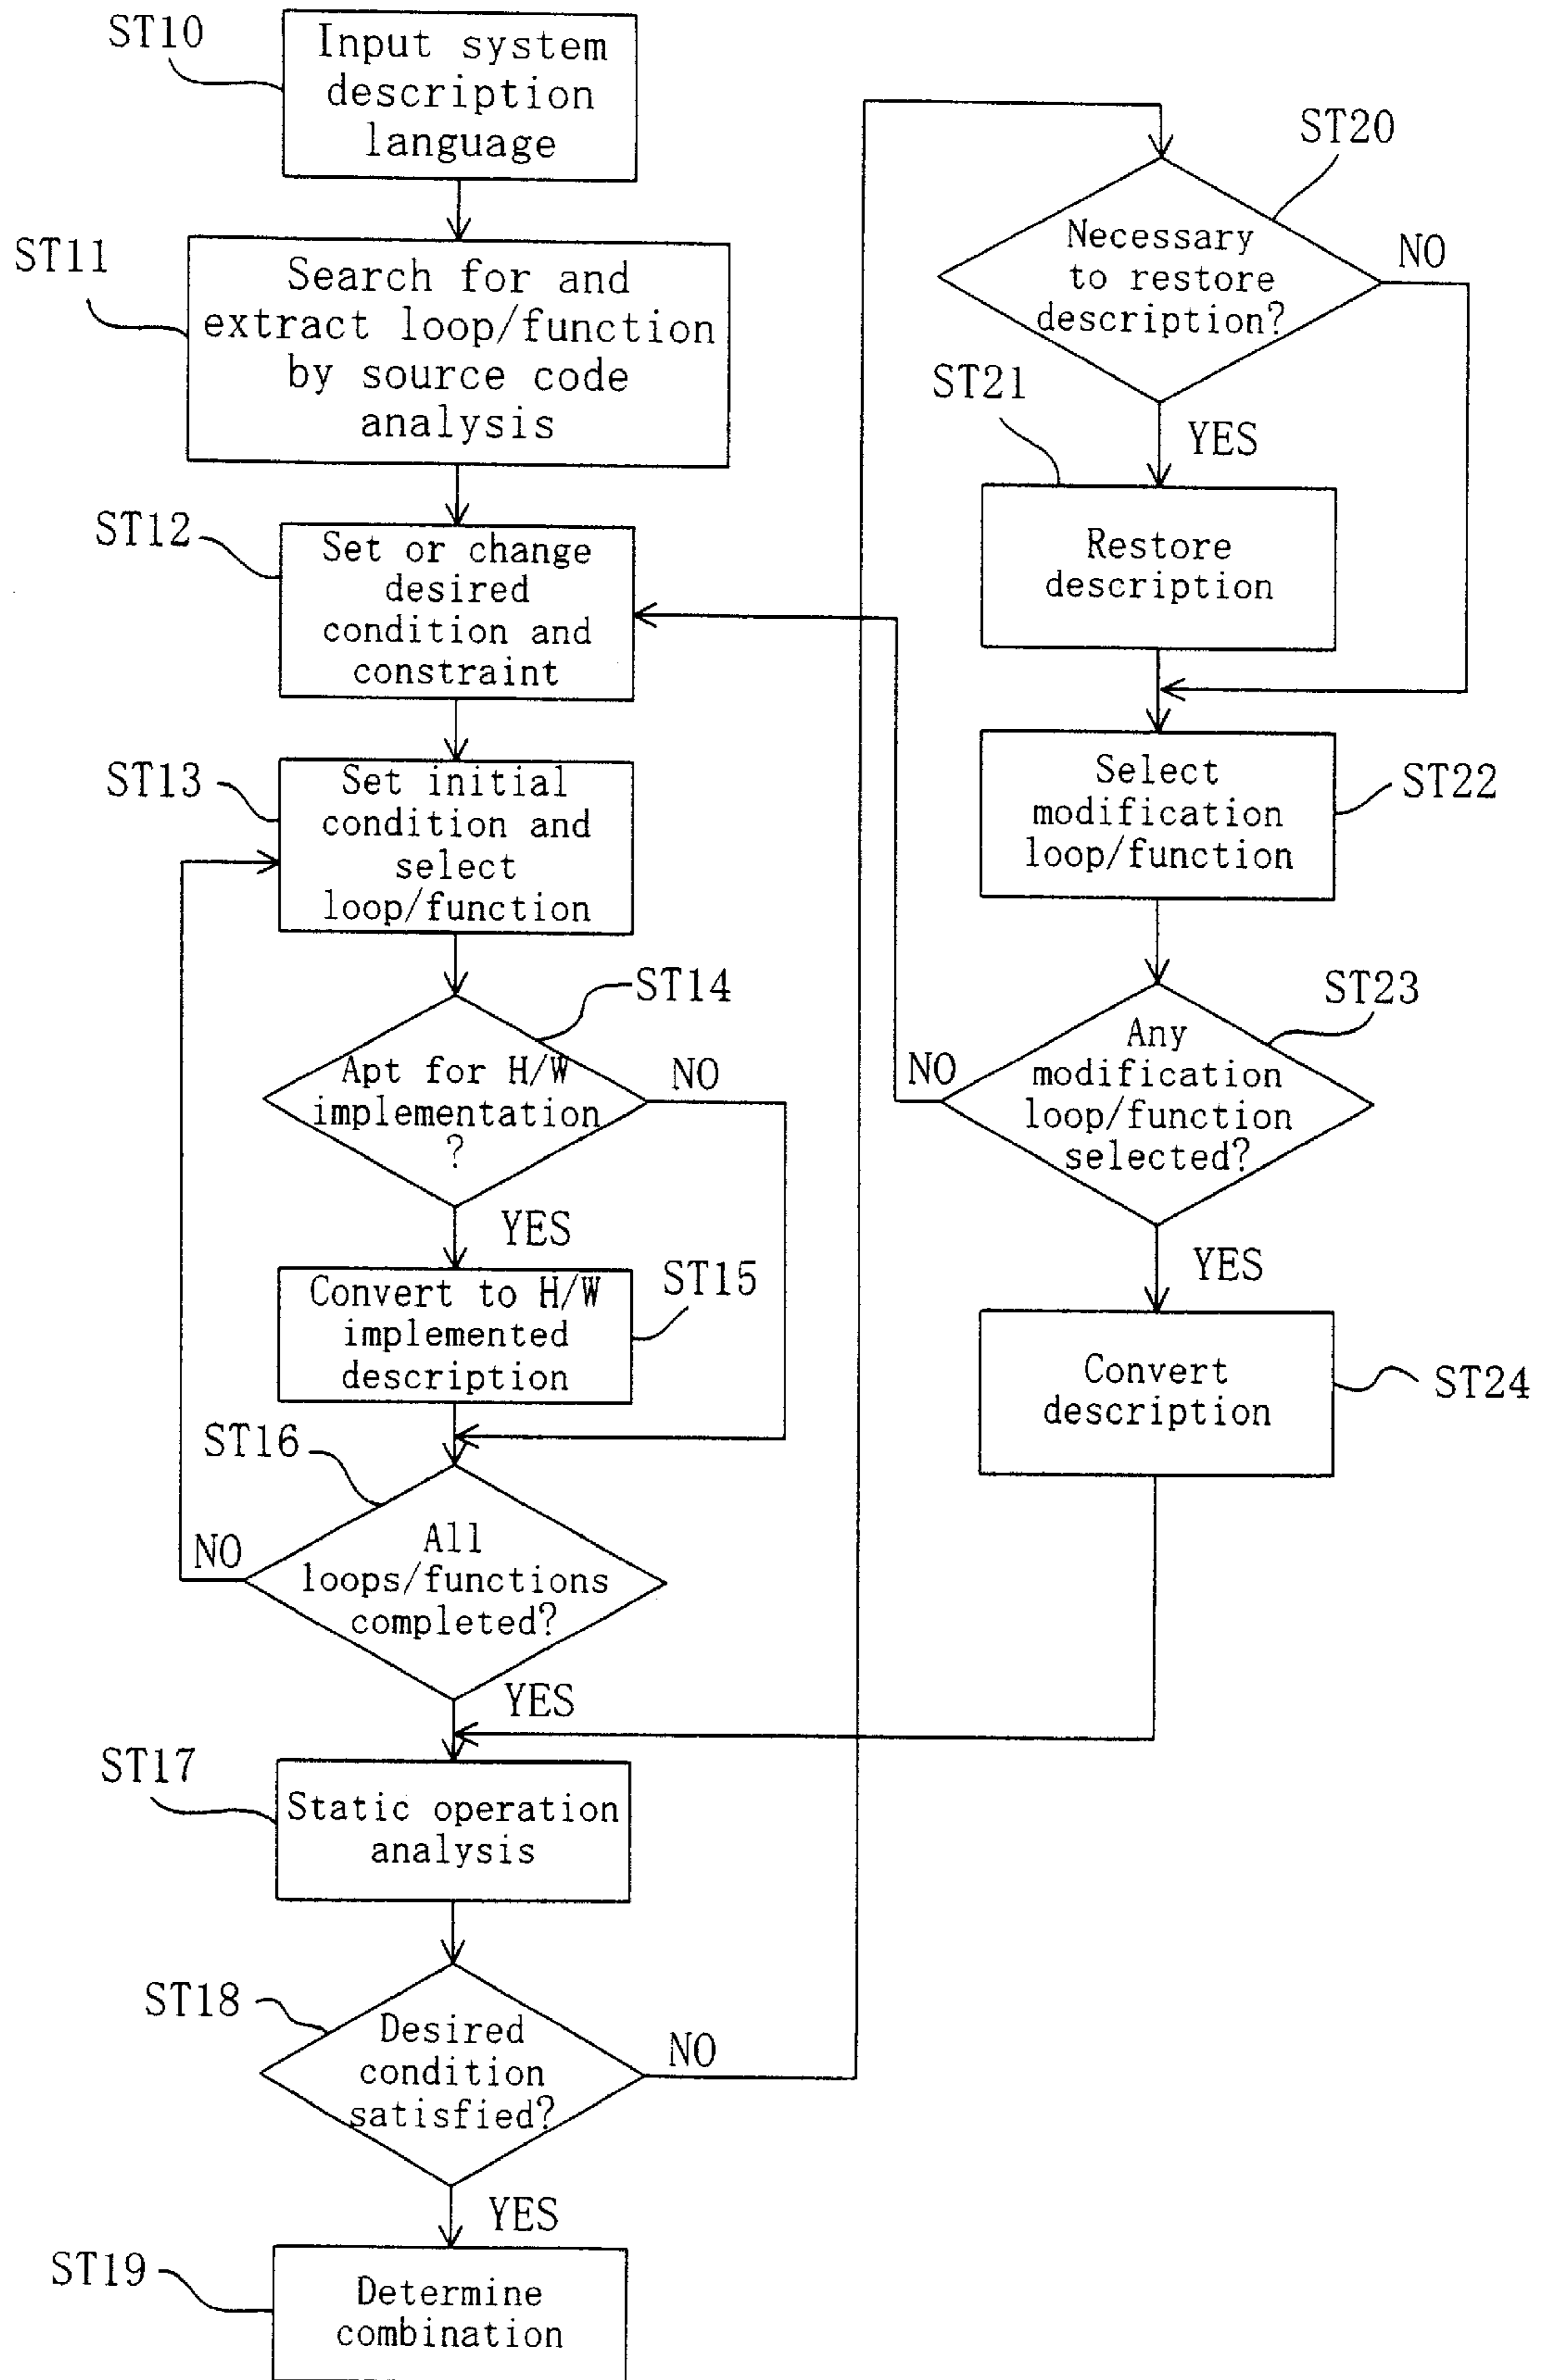 ST10
Input system
description
language
ST11
Search for and
extract loop/function
by source code
analysis
ST12
Set or change
desired
condition and
constraint
ST13
Set initial
condition and
select
loop/function
ST14
Apt for H/W
implementation
?
NO
YES
ST15
Convert to H/W
implemented
description
ST16
All
loops/functions
completed?
NO
YES
ST17
Static operation
analysis
ST18
Desired
condition
satisfied?
NO
YES
ST19
Determine
combination
ST20
Necessary
to restore
description?
NO
YES
ST21
Restore
description
ST22
Select
modification
loop/function
ST23
Any
modification
loop/function
selected?
NO
YES
ST24
Convert
description